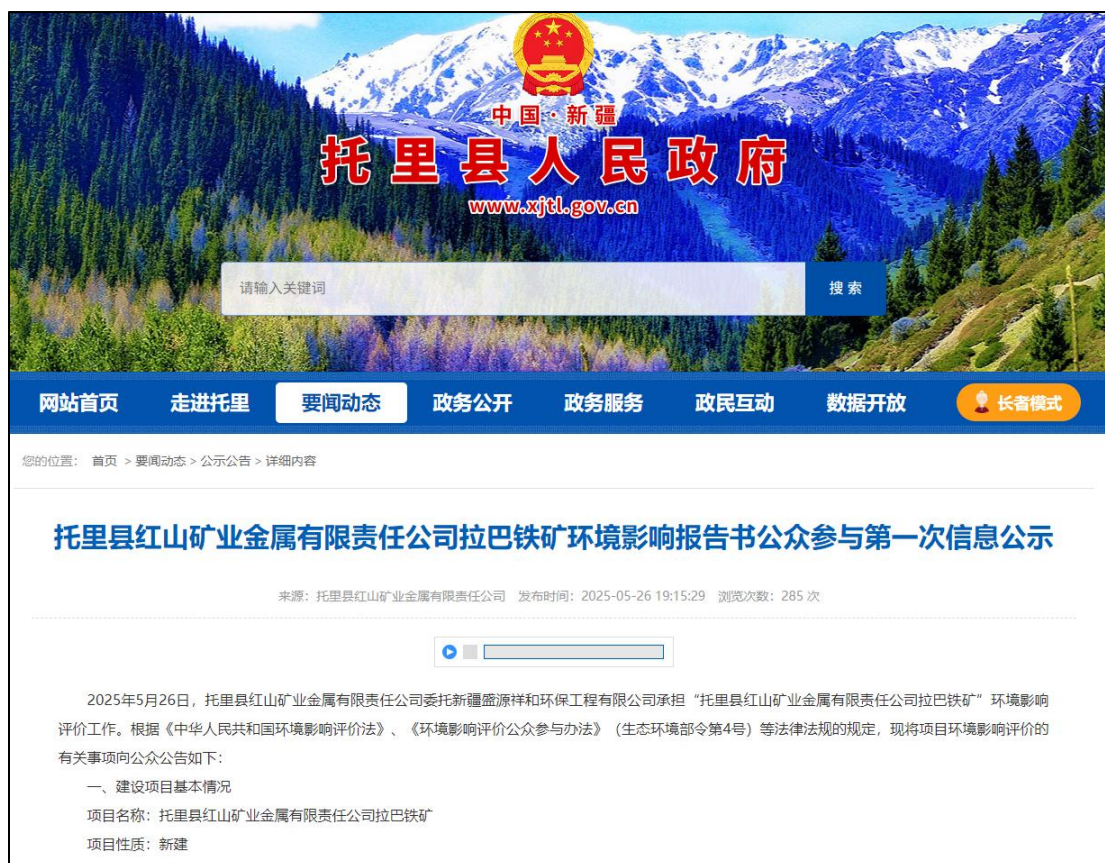 中国·新疆
托里县人民政府
www.xjtl.gov.cn
请输入关键词
搜索
网站首页 走进托里 要闻动态 政务公开 政务服务 政民互动 数据开放 长者模式
您的位置： 首页 > 要闻动态 > 公示公告 > 详细内容
托里县红山矿业金属有限责任公司拉巴铁矿环境影响报告书公众参与第一次信息公示
来源：托里县红山矿业金属有限责任公司 发布时间：2025-05-26 19:15:29 浏览次数：285 次
2025年5月26日，托里县红山矿业金属有限责任公司委托新疆盛源祥和环保工程有限公司承担“托里县红山矿业金属有限责任公司拉巴铁矿”环境影响
评价工作。根据《中华人民共和国环境影响评价法》、《环境影响评价公众参与办法》（生态环境部令第4号）等法律法规的规定，现将项目环境影响评价的
有关事项向公众公告如下：
一、建设项目基本情况
项目名称：托里县红山矿业金属有限责任公司拉巴铁矿
项目性质：新建